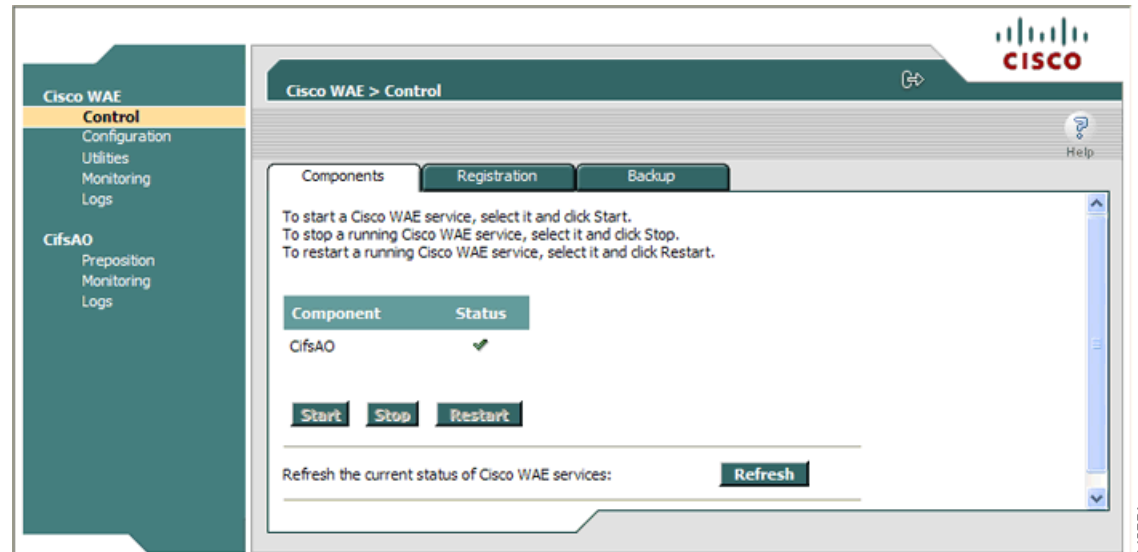 CISCO
Cisco WAE
Control
Configuration
Utilities
Monitoring
Logs
CifsAO
Preposition
Monitoring
Logs
Cisco WAE > Control
Help
Components Registration Backup
To start a Cisco WAE service, select it and click Start.
To stop a running Cisco WAE service, select it and click Stop.
To restart a running Cisco WAE service, select it and click Restart.
Component Status
CifsAO
Start Stop Restart
Refresh the current status of Cisco WAE services: Refresh